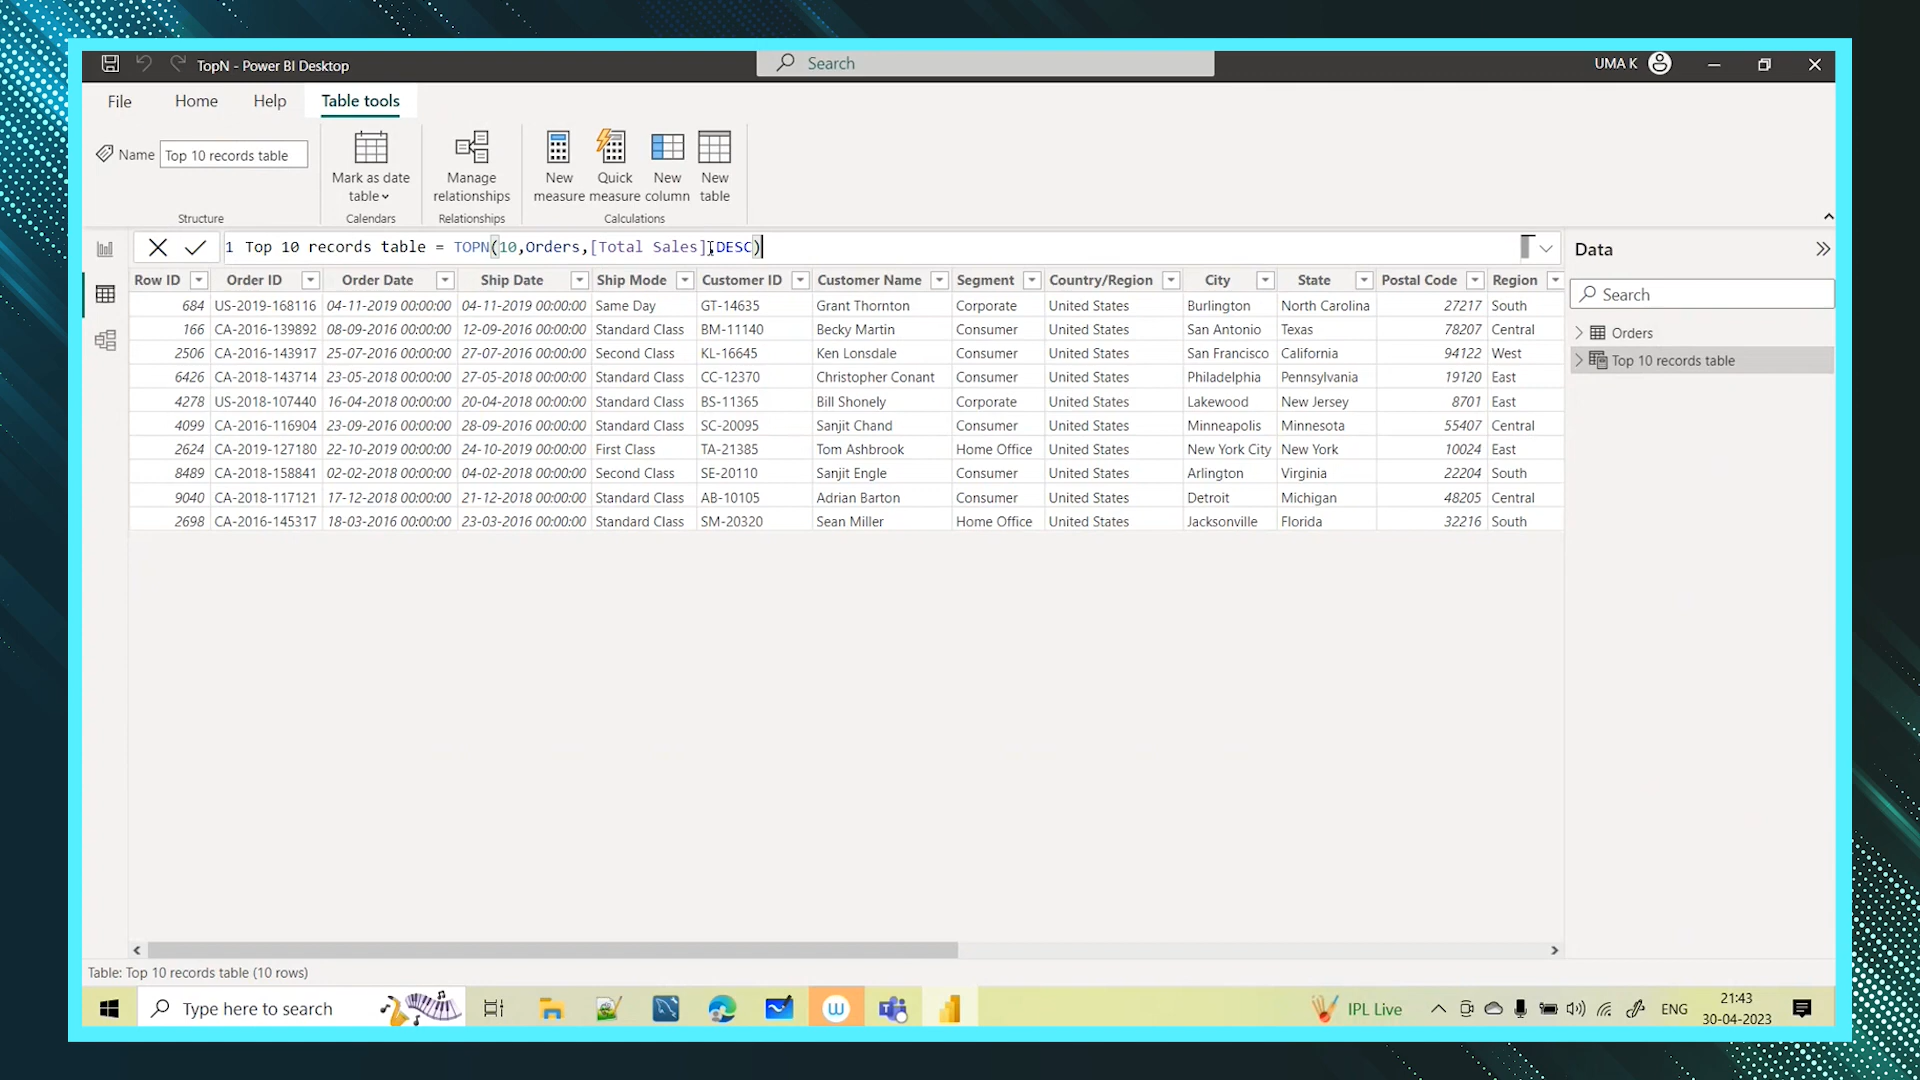 TopN - Power BI Desktop
Search
UMA K
File Home Help Table tools
Name Top 10 records table
Mark as date table
Manage relationships
New measure
Quick measure
New column
New table
Structure Calendars Relationships Calculations
1 Top 10 records table = TOPN(10,Orders,[Total Sales],DESC)
Data
Search
Orders
Top 10 records table
Row ID Order ID Order Date Ship Date Ship Mode Customer ID Customer Name Segment Country/Region City State Postal Code Region
684 US-2019-168116 04-11-2019 00:00:00 04-11-2019 00:00:00 Same Day GT-14635 Grant Thornton Corporate United States Burlington North Carolina 27217 South
166 CA-2016-139892 08-09-2016 00:00:00 12-09-2016 00:00:00 Standard Class BM-11140 Becky Martin Consumer United States San Antonio Texas 78207 Central
2506 CA-2016-143917 25-07-2016 00:00:00 27-07-2016 00:00:00 Second Class KL-16645 Ken Lonsdale Consumer United States San Francisco California 94122 West
6426 CA-2018-143714 23-05-2018 00:00:00 27-05-2018 00:00:00 Standard Class CC-12370 Christopher Conant Consumer United States Philadelphia Pennsylvania 19120 East
4278 US-2018-107440 16-04-2018 00:00:00 20-04-2018 00:00:00 Standard Class BS-11365 Bill Shonely Corporate United States Lakewood New Jersey 8701 East
4099 CA-2016-116904 23-09-2016 00:00:00 28-09-2016 00:00:00 Standard Class SC-20095 Sanjit Chand Consumer United States Minneapolis Minnesota 55407 Central
2624 CA-2019-127180 22-10-2019 00:00:00 24-10-2019 00:00:00 First Class TA-21385 Tom Ashbrook Home Office United States New York City New York 10024 East
8489 CA-2018-158841 02-02-2018 00:00:00 04-02-2018 00:00:00 Second Class SE-20110 Sanjit Engle Consumer United States Arlington Virginia 22204 South
9040 CA-2018-117121 17-12-2018 00:00:00 21-12-2018 00:00:00 Standard Class AB-10105 Adrian Barton Consumer United States Detroit Michigan 48205 Central
2698 CA-2016-145317 18-03-2016 00:00:00 23-03-2016 00:00:00 Standard Class SM-20320 Sean Miller Home Office United States Jacksonville Florida 32216 South
Table: Top 10 records table (10 rows)
Type here to search
W
IPL Live
ENG
21:43
30-04-2023